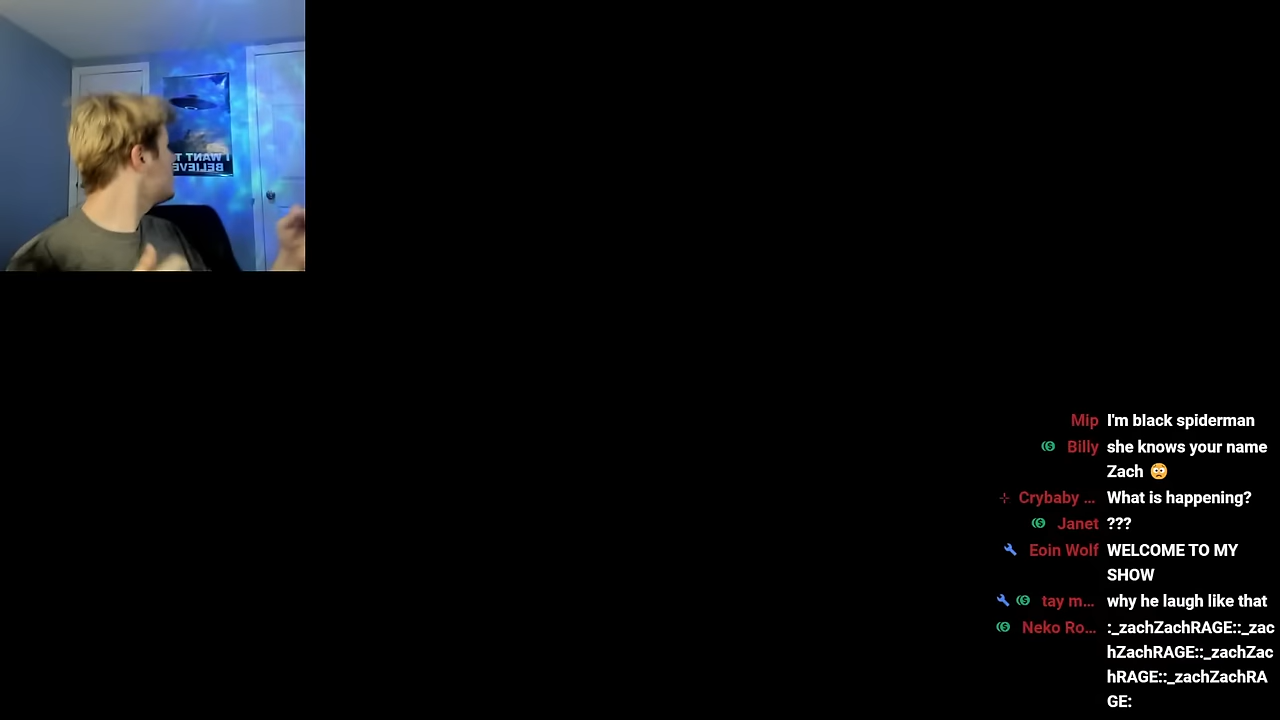 I WANT T
BELIEVE
Mip I'm black spiderman
Billy she knows your name
Zach 😳
Crybaby ... What is happening?
Janet ???
Eoin Wolf WELCOME TO MY
SHOW
tay m... why he laugh like that
Neko Ro... :_zachZachRAGE::_zac
hZachRAGE::_zachZac
hRAGE::_zachZachRA
GE: